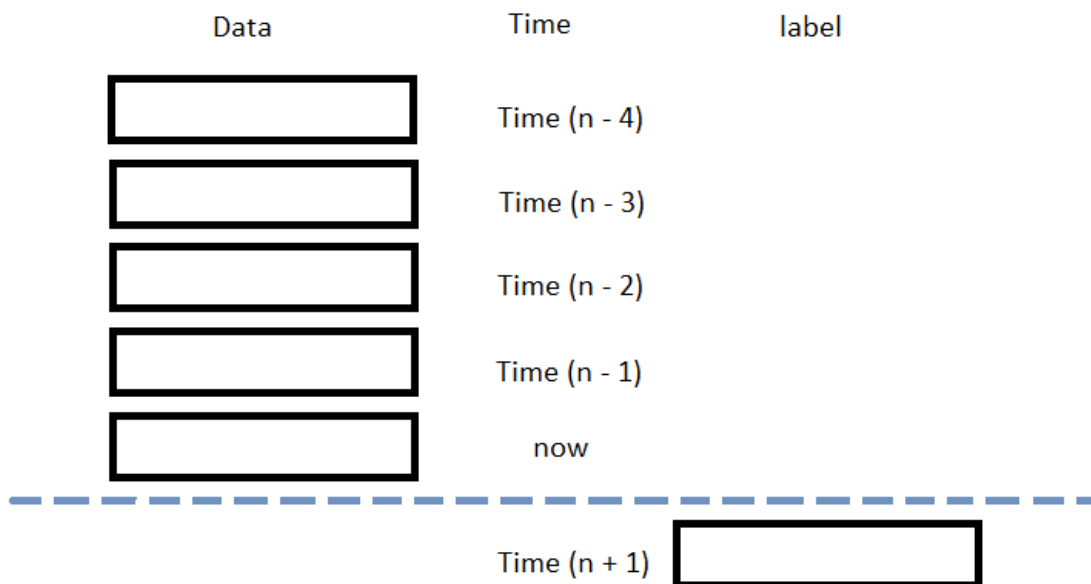 Data Time label
Time (n - 4)
Time (n - 3)
Time (n - 2)
Time (n - 1)
now
Time (n + 1)